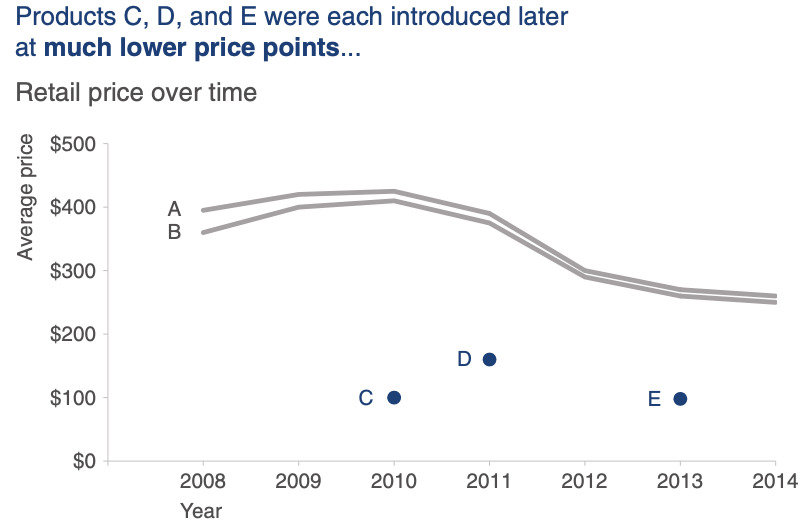 Products C, D, and E were each introduced later
at much lower price points...
Retail price over time
Average price
$500
$400
$300
$200
$100
$0
A
B
C
D
E
2008 2009 2010 2011 2012 2013 2014
Year